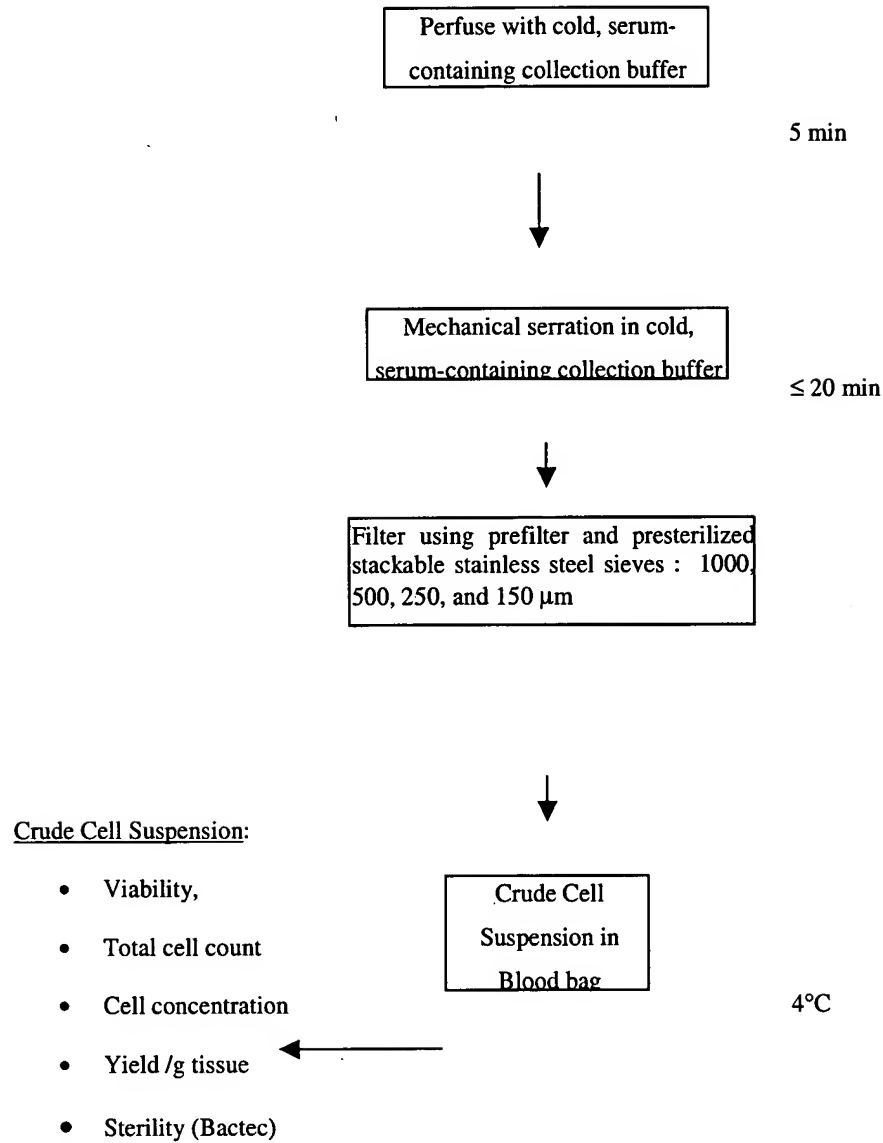 Perfuse with cold, serum-
containing collection buffer
5 min
Mechanical serration in cold,
serum-containing collection buffer
≤ 20 min
Filter using prefilter and presterilized
stackable stainless steel sieves : 1000,
500, 250, and 150 μm
Crude Cell Suspension:
• Viability,
• Total cell count
• Cell concentration
• Yield /g tissue
• Sterility (Bactec)
Crude Cell
Suspension in
Blood bag
4°C